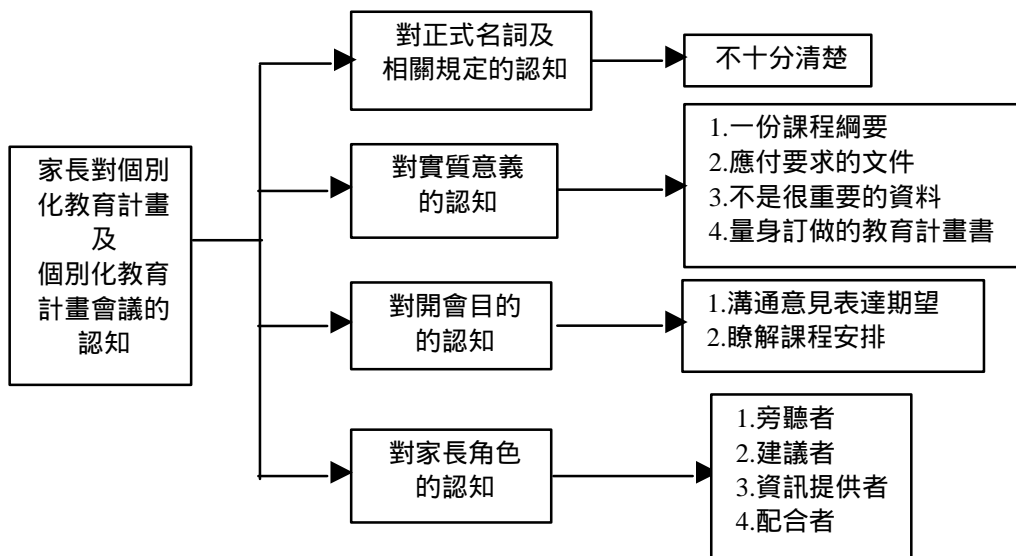 家長對個別
化教育計畫
及
個別化教育
計畫會議的
認知
對正式名詞及
相關規定的認知
不十分清楚
對實質意義
的認知
1.一份課程綱要
2.應付要求的文件
3.不是很重要的資料
4.量身訂做的教育計畫書
對開會目的
的認知
1.溝通意見表達期望
2.瞭解課程安排
對家長角色
的認知
1.旁聽者
2.建議者
3.資訊提供者
4.配合者